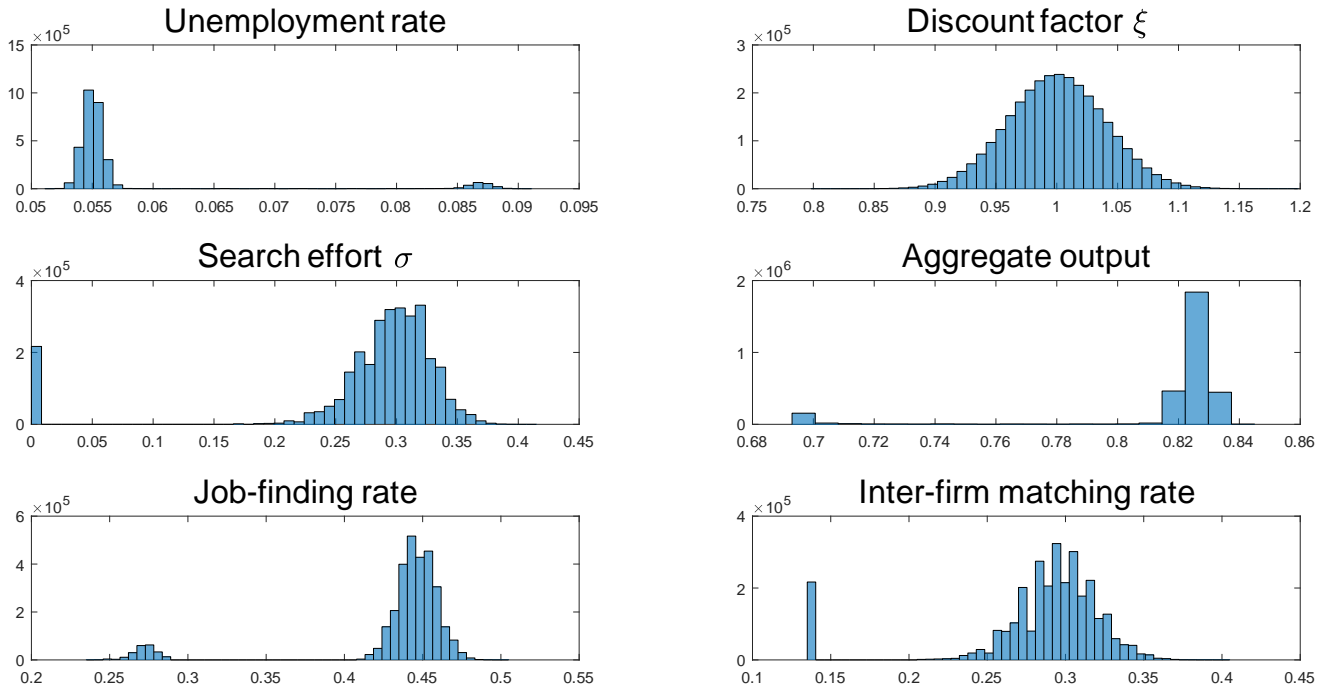 Unemployment rate
×10^5
15
10
5
0
0.05 0.055 0.06 0.065 0.07 0.075 0.08 0.085 0.09 0.095
Discount factor ξ
×10^5
3
2
1
0
0.75 0.8 0.85 0.9 0.95 1 1.05 1.1 1.15 1.2
Search effort σ
×10^5
4
2
0
0 0.05 0.1 0.15 0.2 0.25 0.3 0.35 0.4 0.45
Aggregate output
×10^6
2
1
0
0.68 0.7 0.72 0.74 0.76 0.78 0.8 0.82 0.84 0.86
Job-finding rate
×10^5
6
4
2
0
0.2 0.25 0.3 0.35 0.4 0.45 0.5 0.55
Inter-firm matching rate
×10^5
4
2
0
0.1 0.15 0.2 0.25 0.3 0.35 0.4 0.45